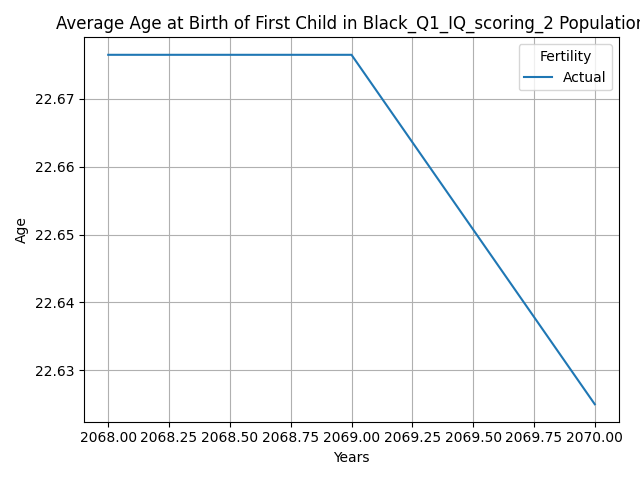 Average Age at Birth of First Child in Black_Q1_IQ_scoring_2 Population
Fertility
Actual
22.67
22.66
22.65
22.64
22.63
Age
2068.00 2068.25 2068.50 2068.75 2069.00 2069.25 2069.50 2069.75 2070.00
Years